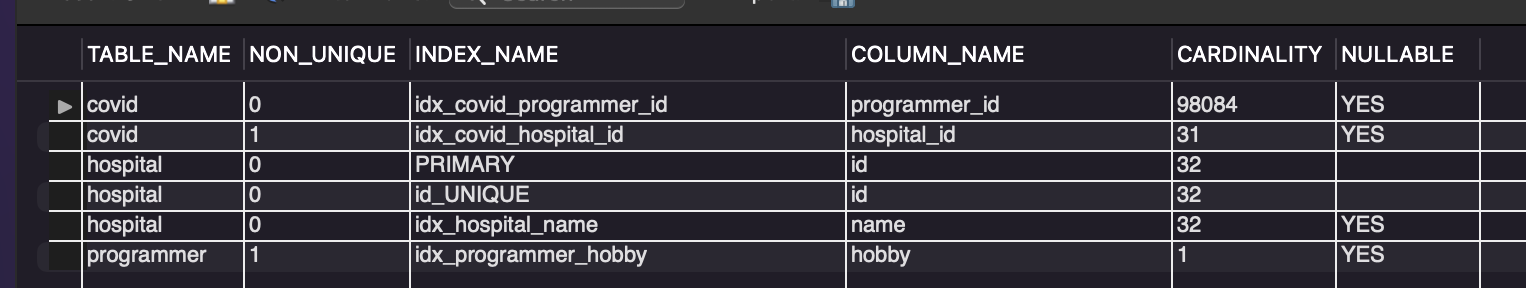 TABLE_NAME NON_UNIQUE INDEX_NAME COLUMN_NAME CARDINALITY NULLABLE
covid 0 idx_covid_programmer_id programmer_id 98084 YES
covid 1 idx_covid_hospital_id hospital_id 31 YES
hospital 0 PRIMARY id 32
hospital 0 id_UNIQUE id 32
hospital 0 idx_hospital_name name 32 YES
programmer 1 idx_programmer_hobby hobby 1 YES